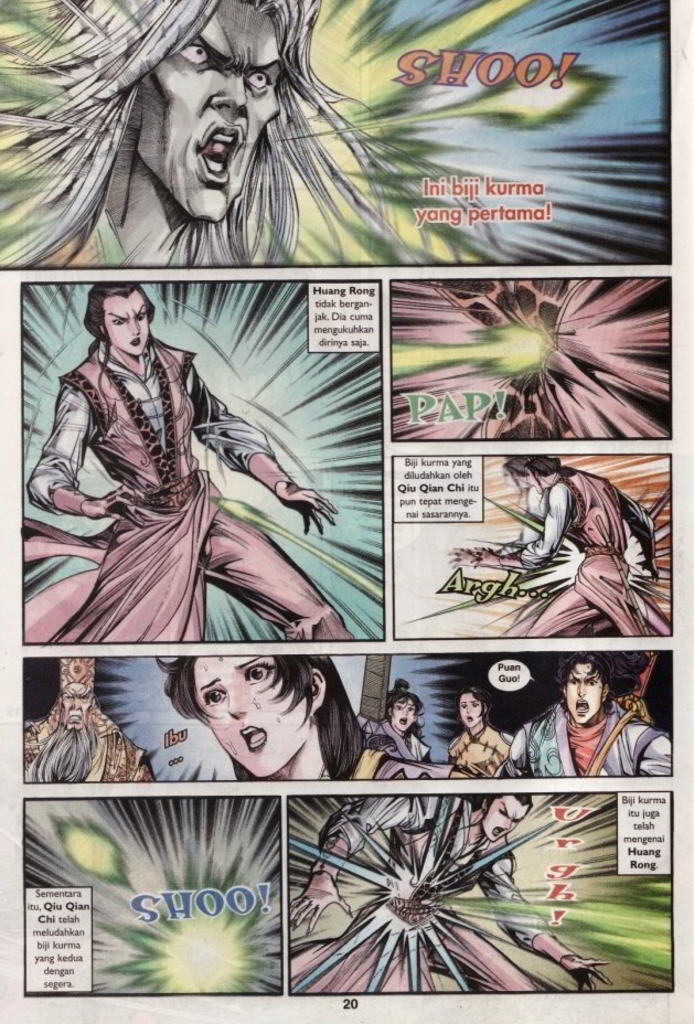 SHOO!
Ini biji kurma
yang pertama!
Huang Rong
tidak bergan-
jak. Dia cuma
mengukuhkan
dirinya saja.
PAP!
Biji kurma yang
diludahkan oleh
Qiu Qian Chi itu
pun tepat menge-
nai sasarannya.
Argh...
Ibu
...
Puan
Guo!
SHOO!
Sementara
itu, Qiu Qian
Chi telah
meludahkan
biji kurma
yang kedua
dengan
segera.
Urgh!
Biji kurma
itu juga
telah
mengenai
Huang
Rong.
20